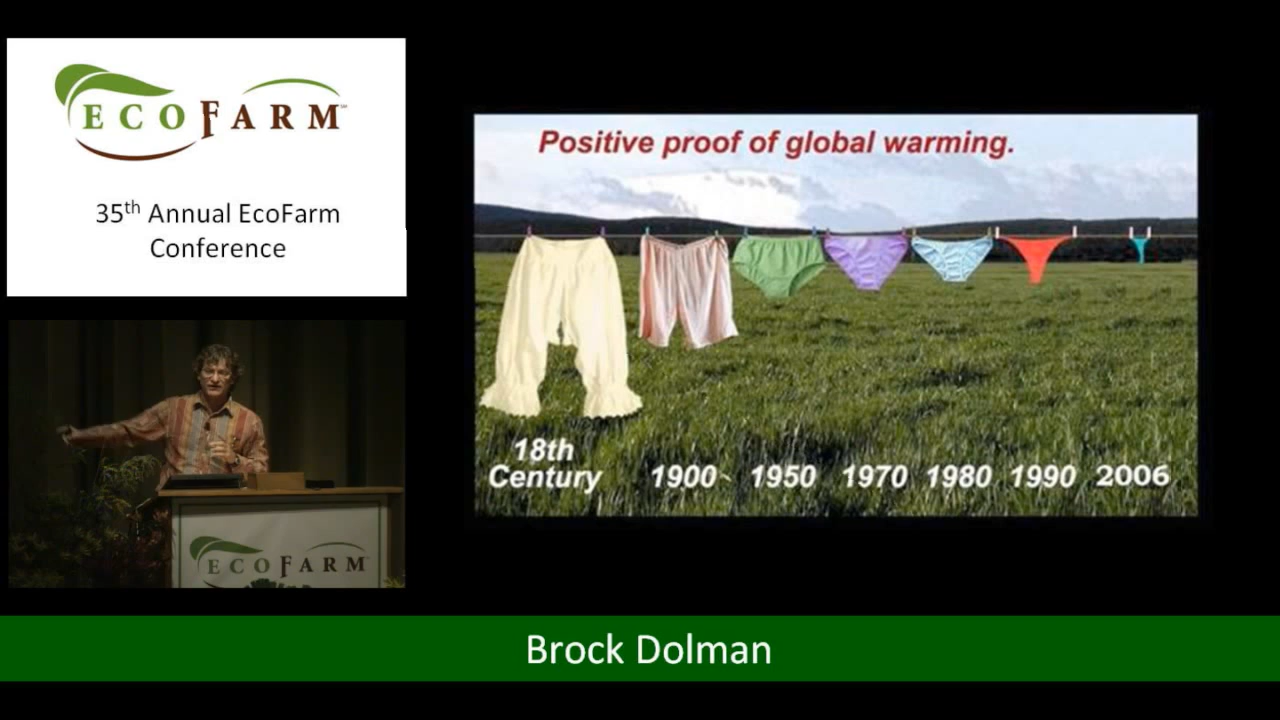 ECOFARM
35th Annual EcoFarm
Conference
Positive proof of global warming.
18th
Century
1900 1950 1970 1980 1990 2006
ECOFARM
Brock Dolman